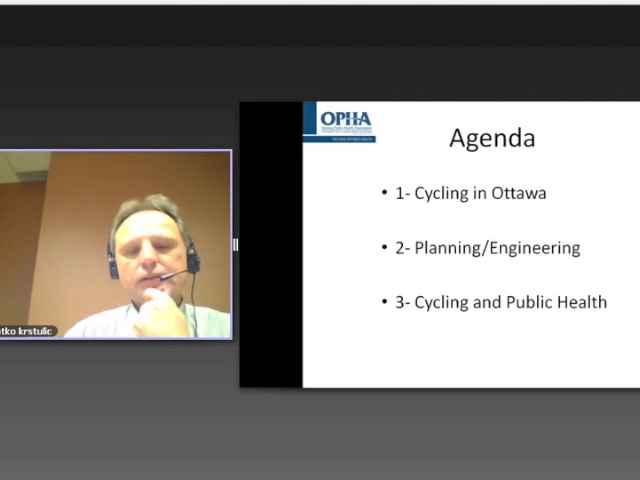 OPHA
Agenda
• 1- Cycling in Ottawa
• 2- Planning/Engineering
• 3- Cycling and Public Health
tko krstulic